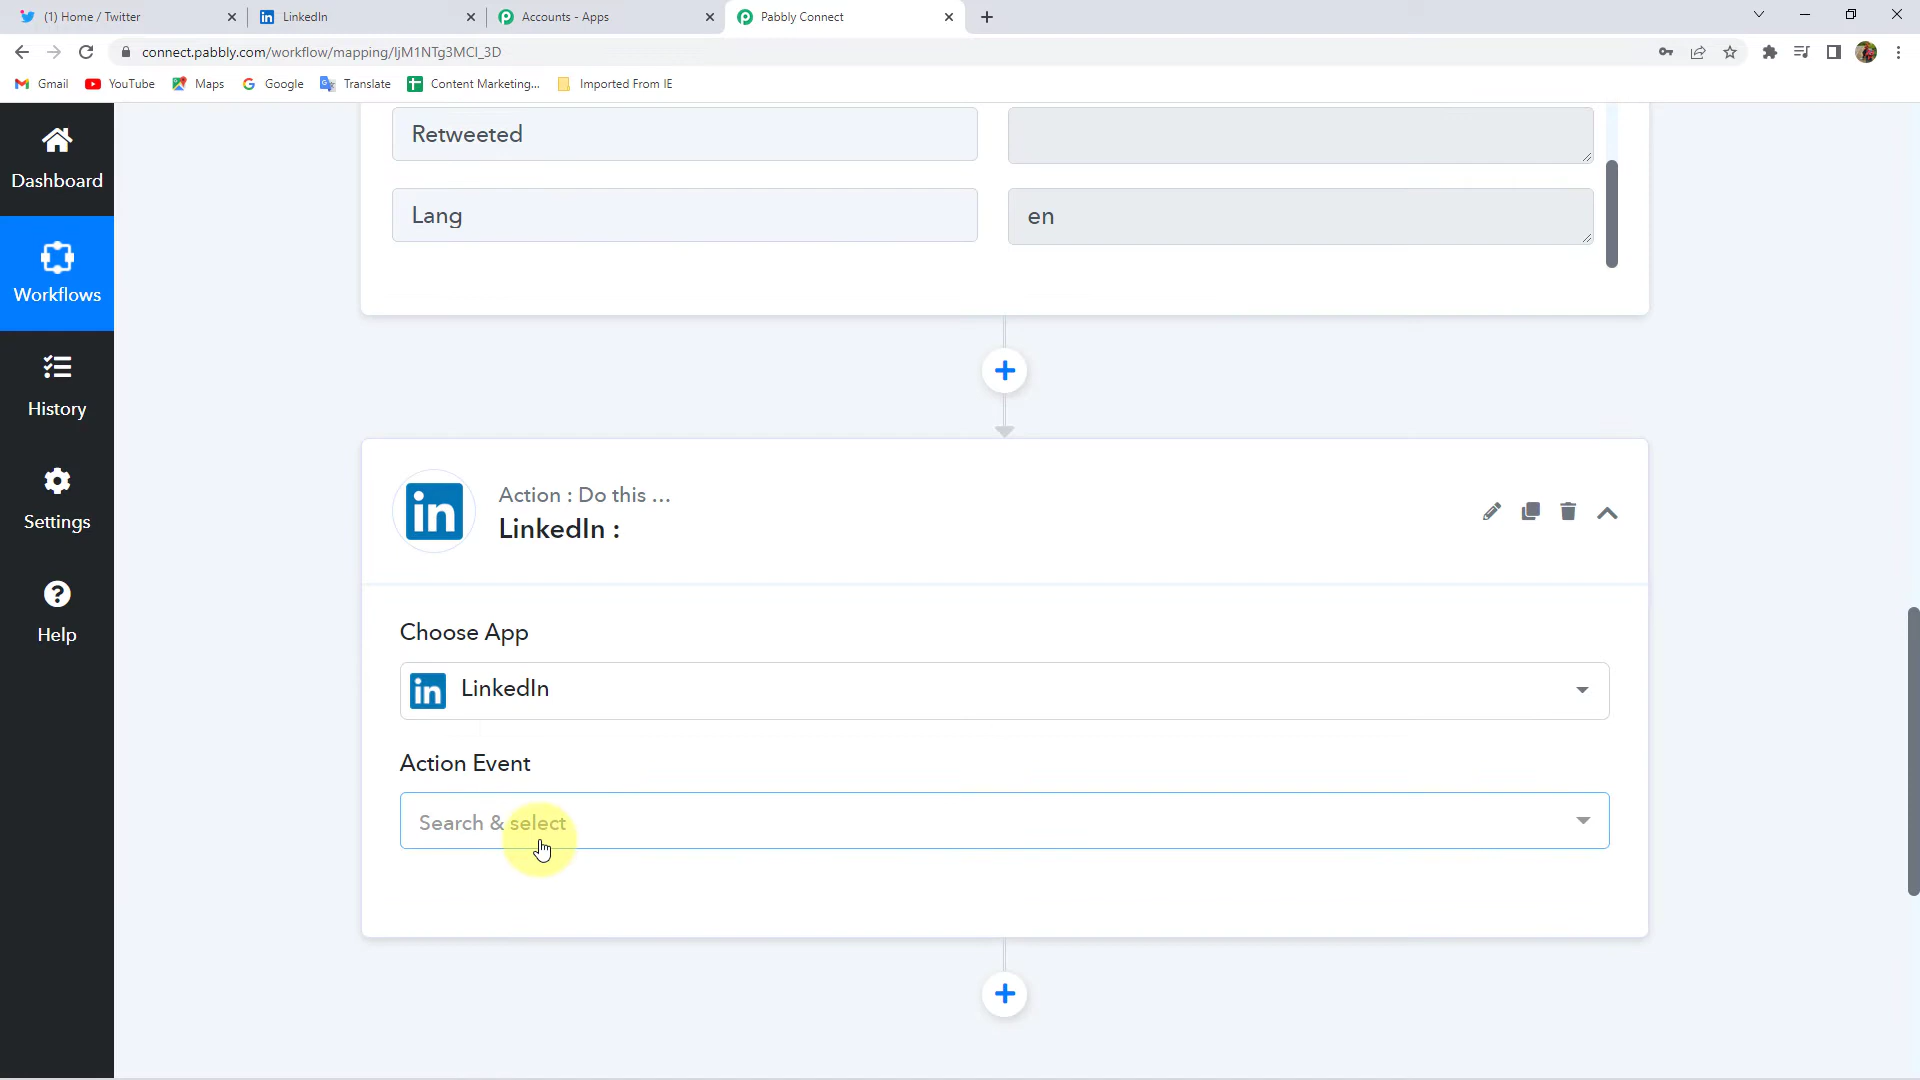 (1) Home / Twitter
LinkedIn
Accounts - Apps
Pabbly Connect
connect.pabbly.com/workflow/mapping/IjM1NTg3MCI_3D
Gmail
YouTube
Maps
Google
Translate
Content Marketing...
Imported From IE
Dashboard
Workflows
History
Settings
Help
Retweeted
Lang
en
Action : Do this ...
LinkedIn :
Choose App
LinkedIn
Action Event
Search & select